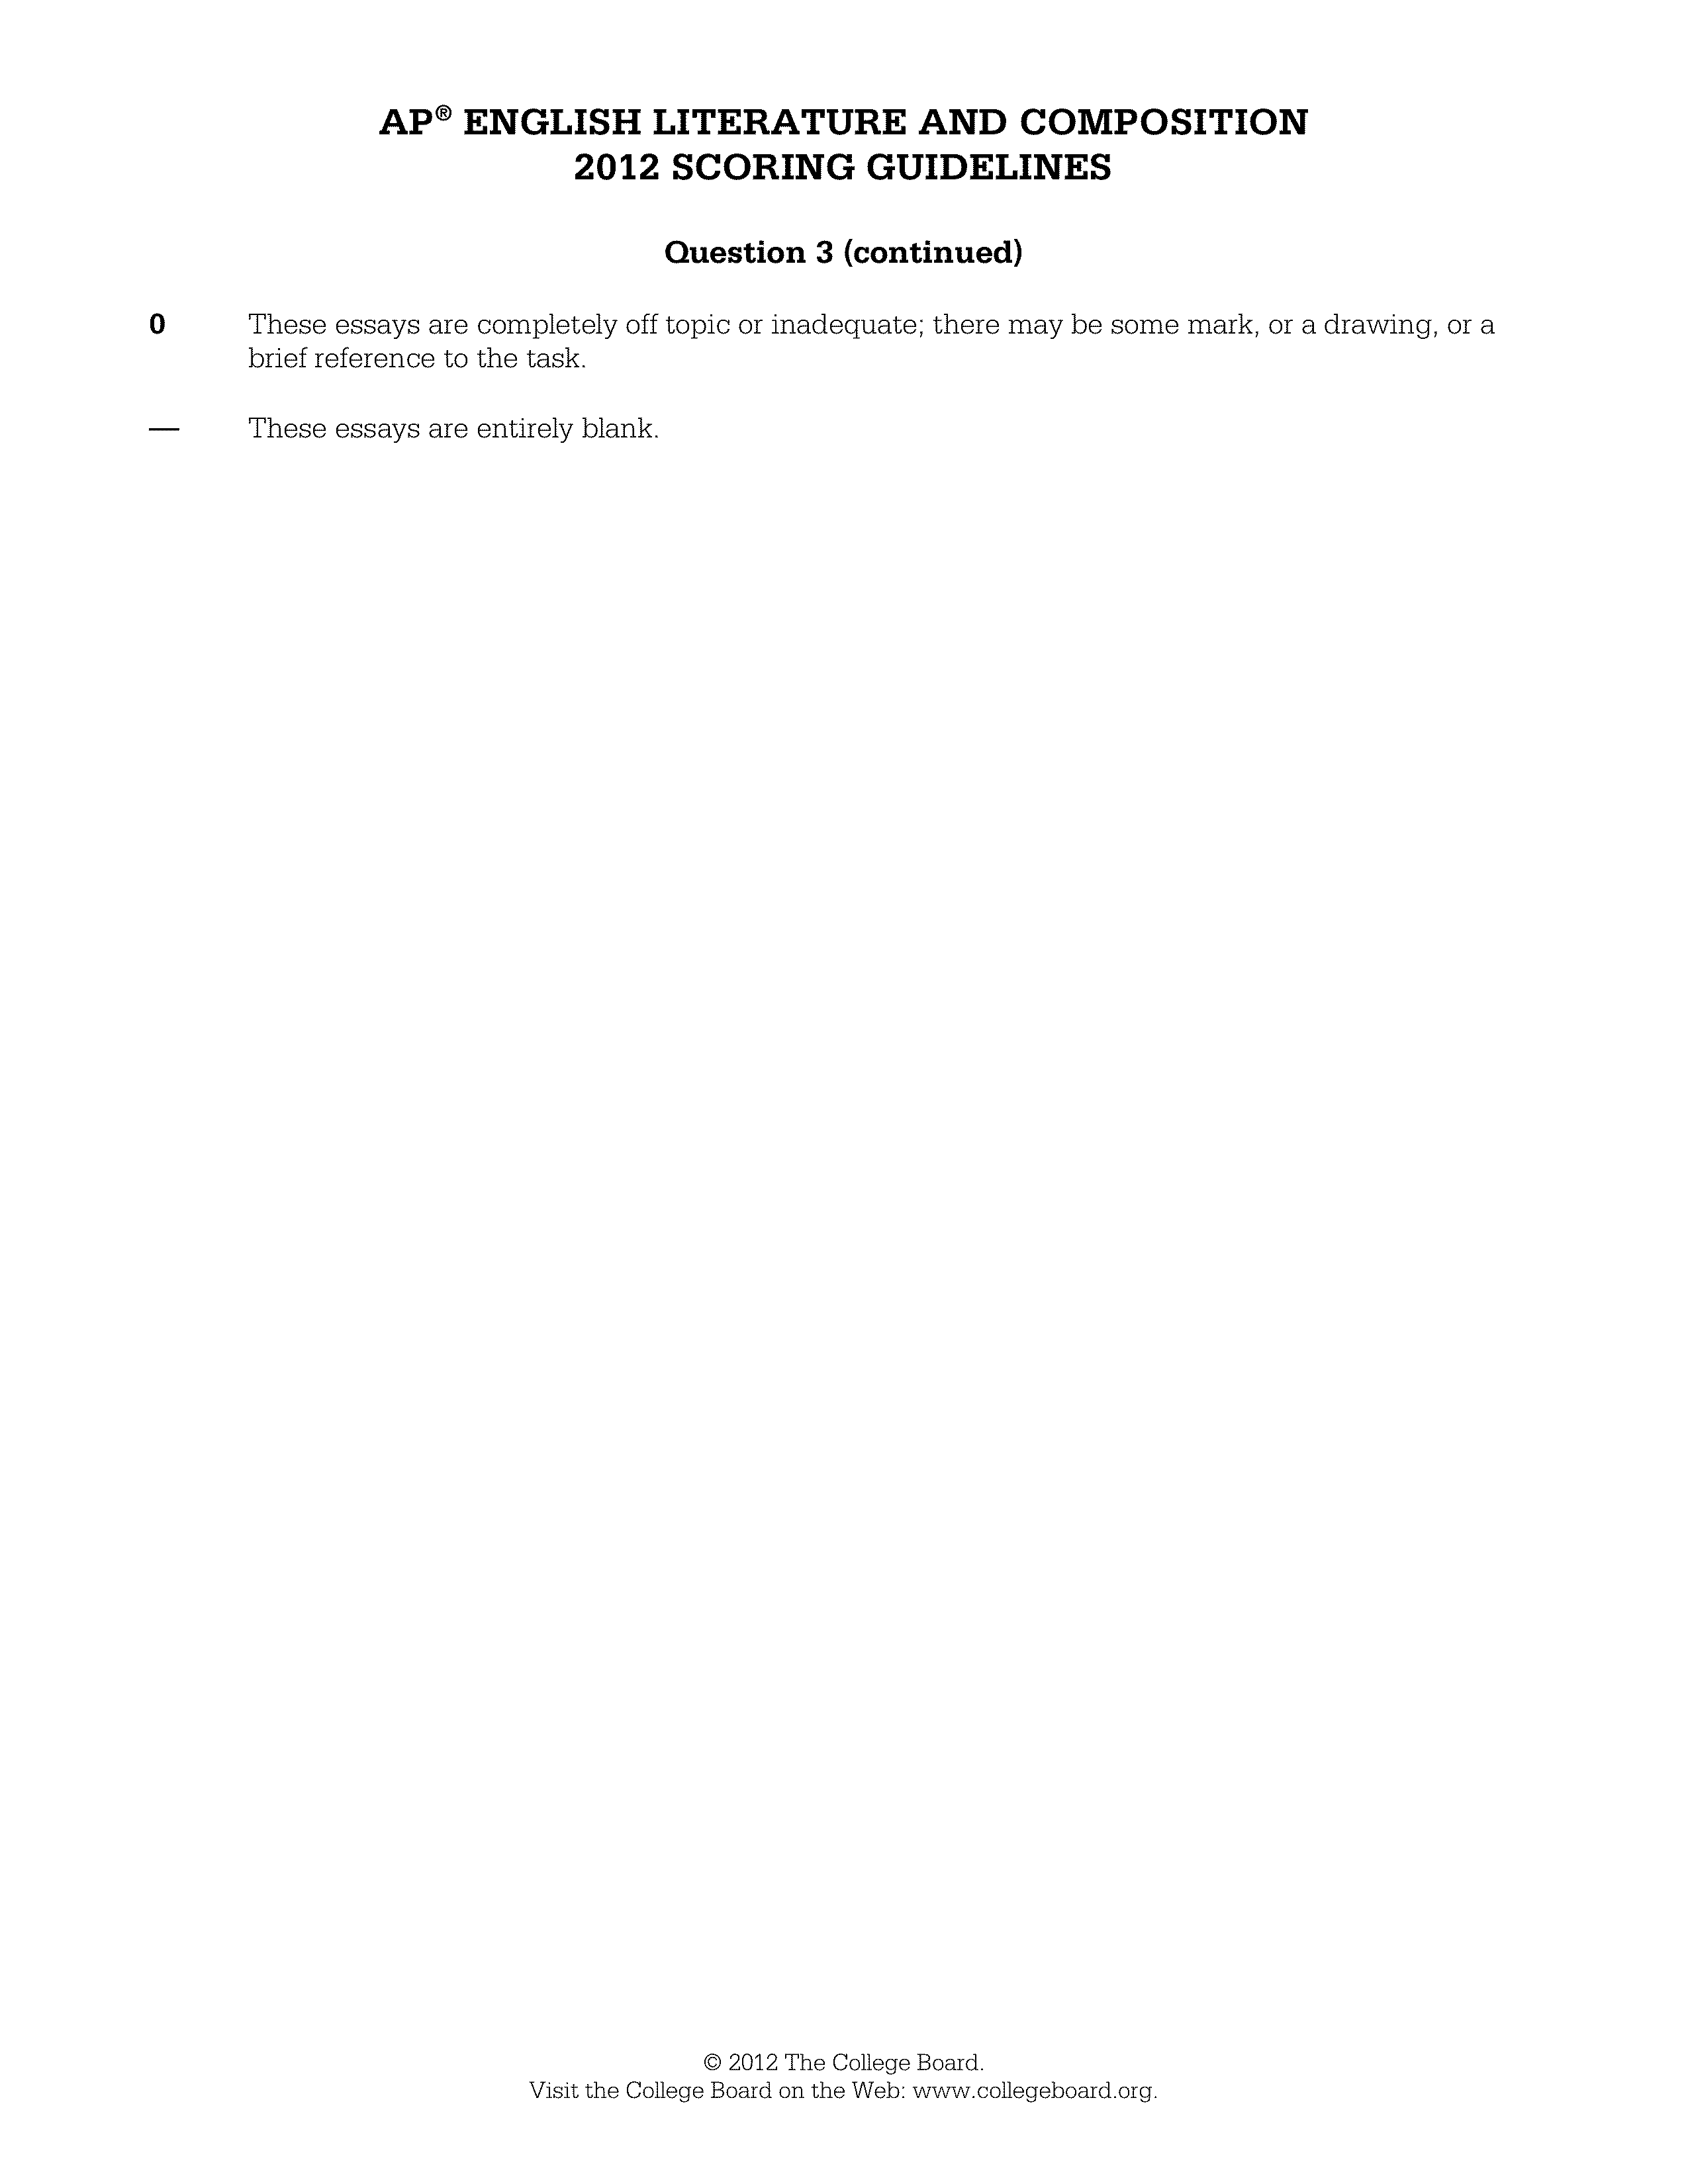 AP® ENGLISH LITERATURE AND COMPOSITION
2012 SCORING GUIDELINES
Question 3 (continued)
0 These essays are completely off topic or inadequate; there may be some mark, or a drawing, or a
brief reference to the task.
— These essays are entirely blank.
© 2012 The College Board.
Visit the College Board on the Web: www.collegeboard.org.